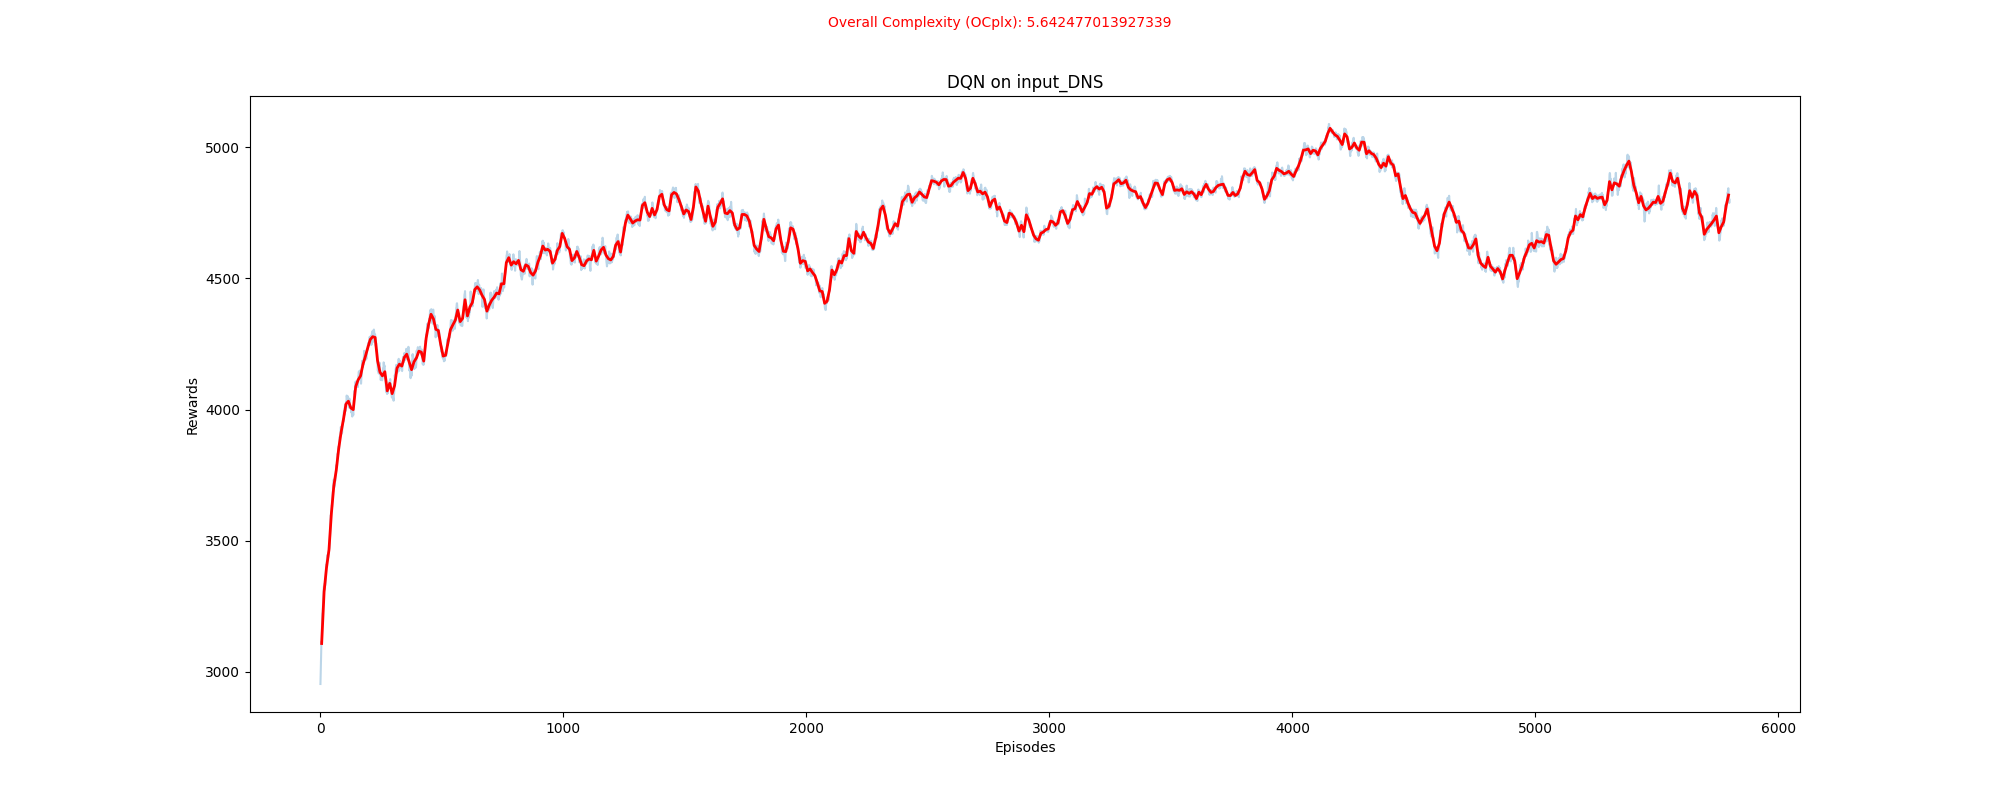 Overall Complexity (OCplx): 5.642477013927339
DQN on input_DNS
5000
4500
4000
3500
3000
Rewards
0 1000 2000 3000 4000 5000 6000
Episodes